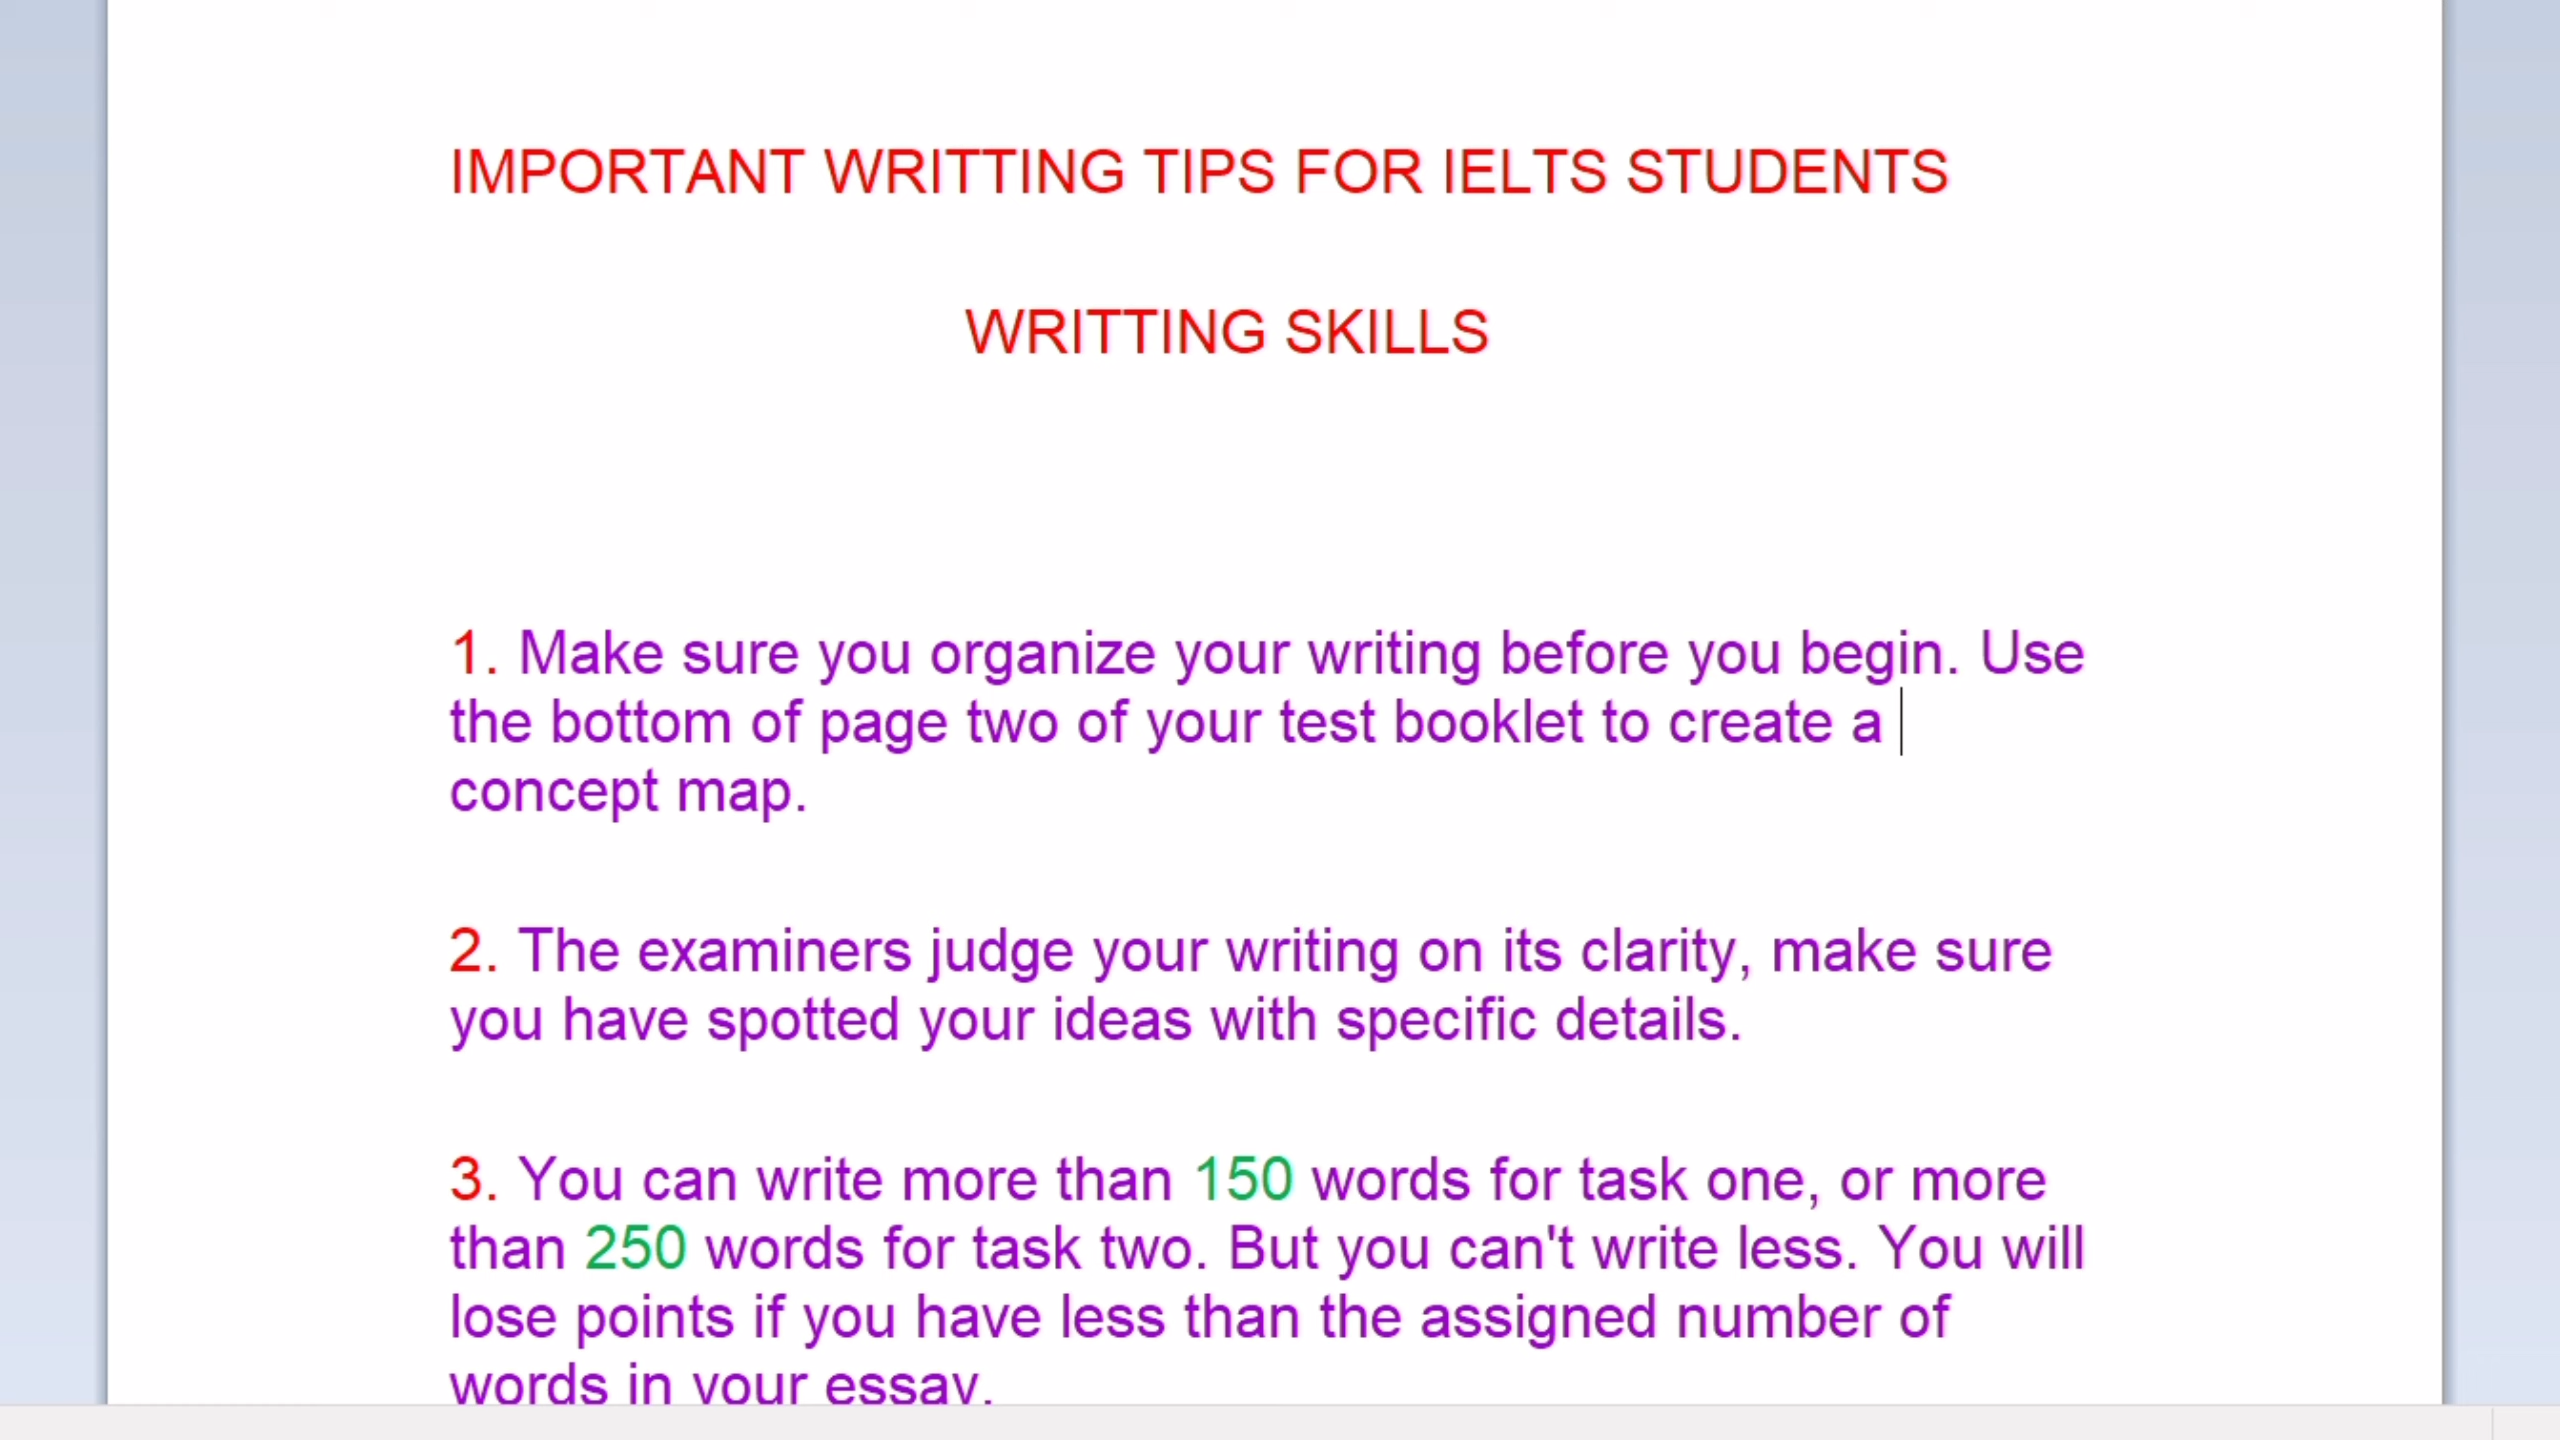 IMPORTANT WRITTING TIPS FOR IELTS STUDENTS
WRITTING SKILLS
1. Make sure you organize your writing before you begin. Use
the bottom of page two of your test booklet to create a
concept map.
2. The examiners judge your writing on its clarity, make sure
you have spotted your ideas with specific details.
3. You can write more than 150 words for task one, or more
than 250 words for task two. But you can't write less. You will
lose points if you have less than the assigned number of
words in your essay.